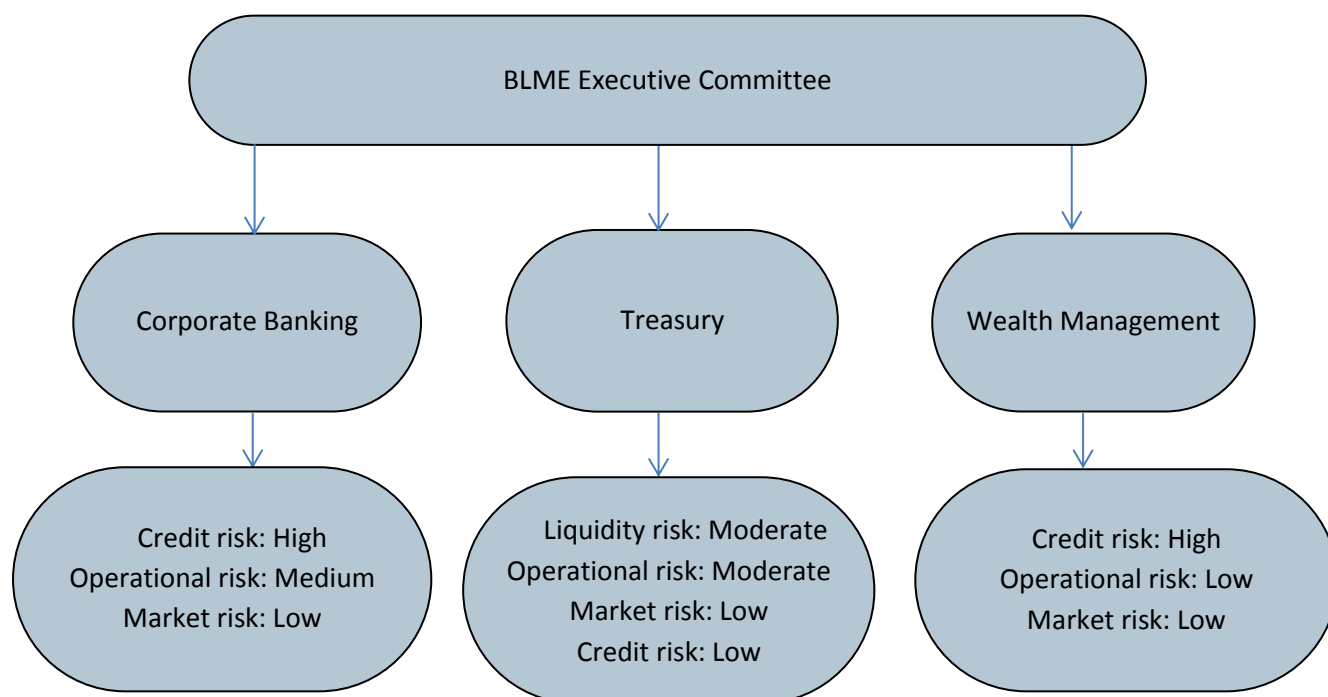 BLME Executive Committee
Corporate Banking
Treasury
Wealth Management
Credit risk: High
Operational risk: Medium
Market risk: Low
Liquidity risk: Moderate
Operational risk: Moderate
Market risk: Low
Credit risk: Low
Credit risk: High
Operational risk: Low
Market risk: Low